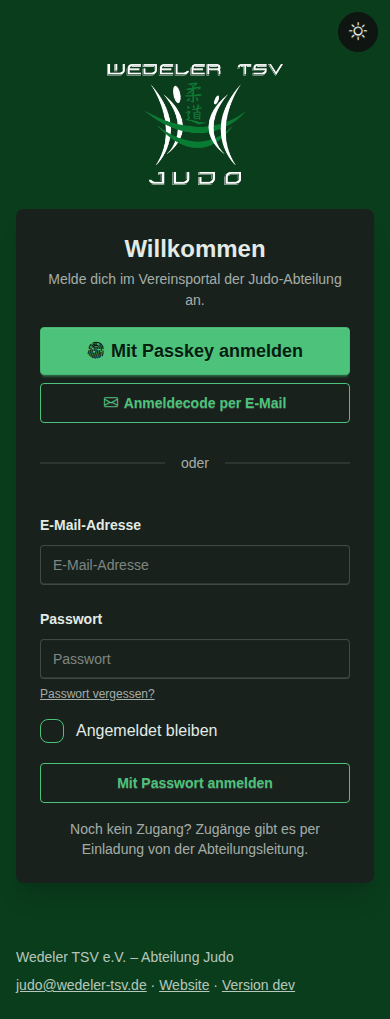 WEDELER TSV
柔
道
JUDO
Willkommen
Melde dich im Vereinsportal der Judo-Abteilung
an.
Mit Passkey anmelden
Anmeldecode per E-Mail
oder
E-Mail-Adresse
E-Mail-Adresse
Passwort
Passwort
Passwort vergessen?
Angemeldet bleiben
Mit Passwort anmelden
Noch kein Zugang? Zugänge gibt es per
Einladung von der Abteilungsleitung.
Wedeler TSV e.V. – Abteilung Judo
judo@wedeler-tsv.de · Website · Version dev